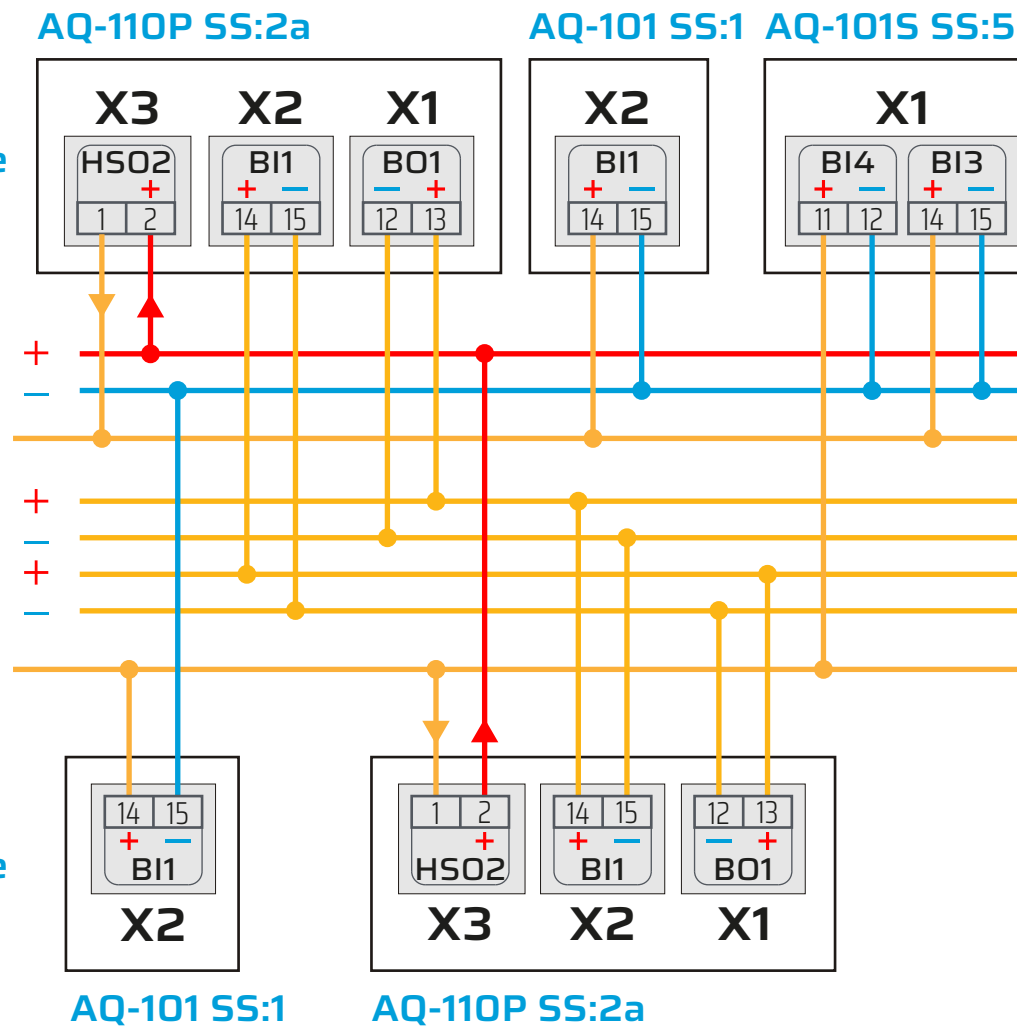 AQ-110P SS:2a AQ-101 SS:1 AQ-101S SS:5
X3 X2 X1 X2 X1
e HSO2 BI1 BO1 BI1 BI4 BI3
+ + − − + + − + − + −
1 2 14 15 12 13 14 15 11 12 14 15
+
−
+
−
+
−
14 15 1 2 14 15 12 13
+ − + + − − +
e BI1 HSO2 BI1 BO1
X2 X3 X2 X1
AQ-101 SS:1 AQ-110P SS:2a